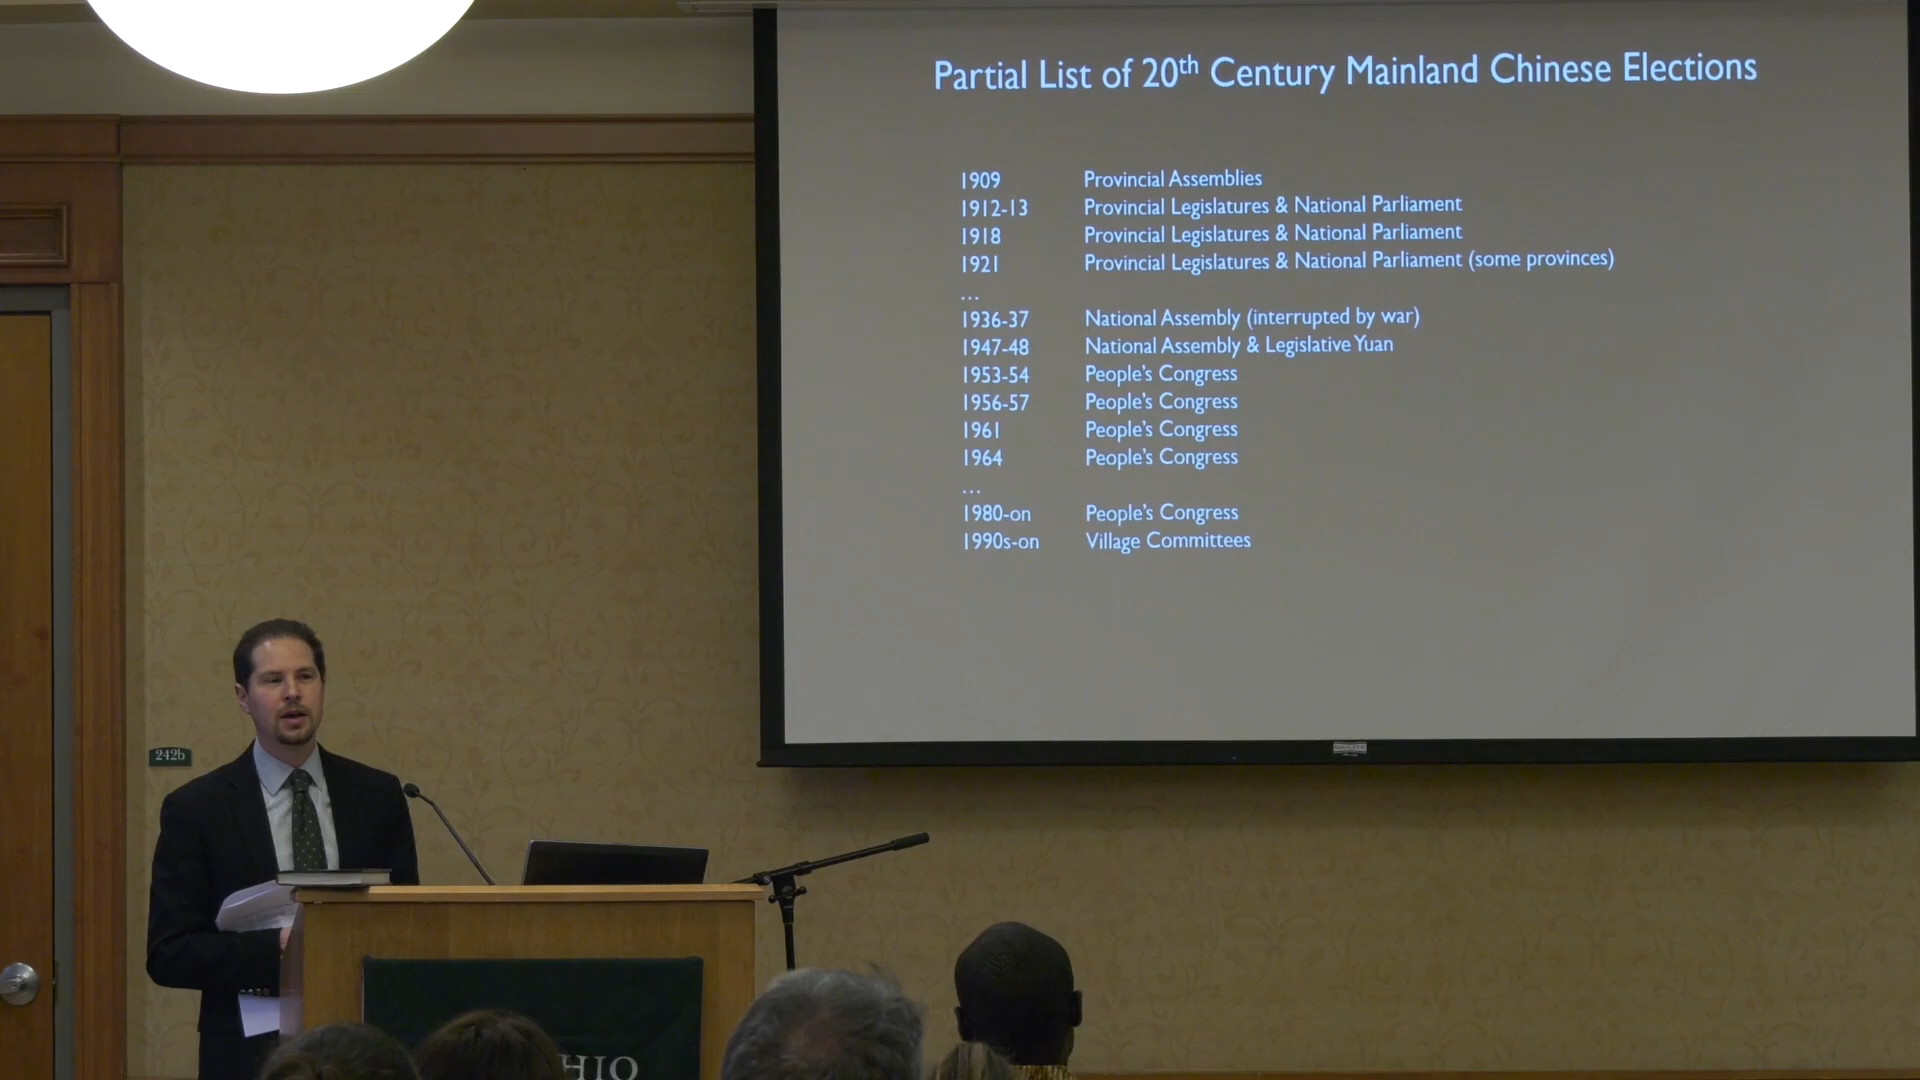 Partial List of 20th Century Mainland Chinese Elections
1909 Provincial Assemblies
1912-13 Provincial Legislatures & National Parliament
1918 Provincial Legislatures & National Parliament
1921 Provincial Legislatures & National Parliament (some provinces)
...
1936-37 National Assembly (interrupted by war)
1947-48 National Assembly & Legislative Yuan
1953-54 People's Congress
1956-57 People's Congress
1961 People's Congress
1964 People's Congress
...
1980-on People's Congress
1990s-on Village Committees
242b
HIO